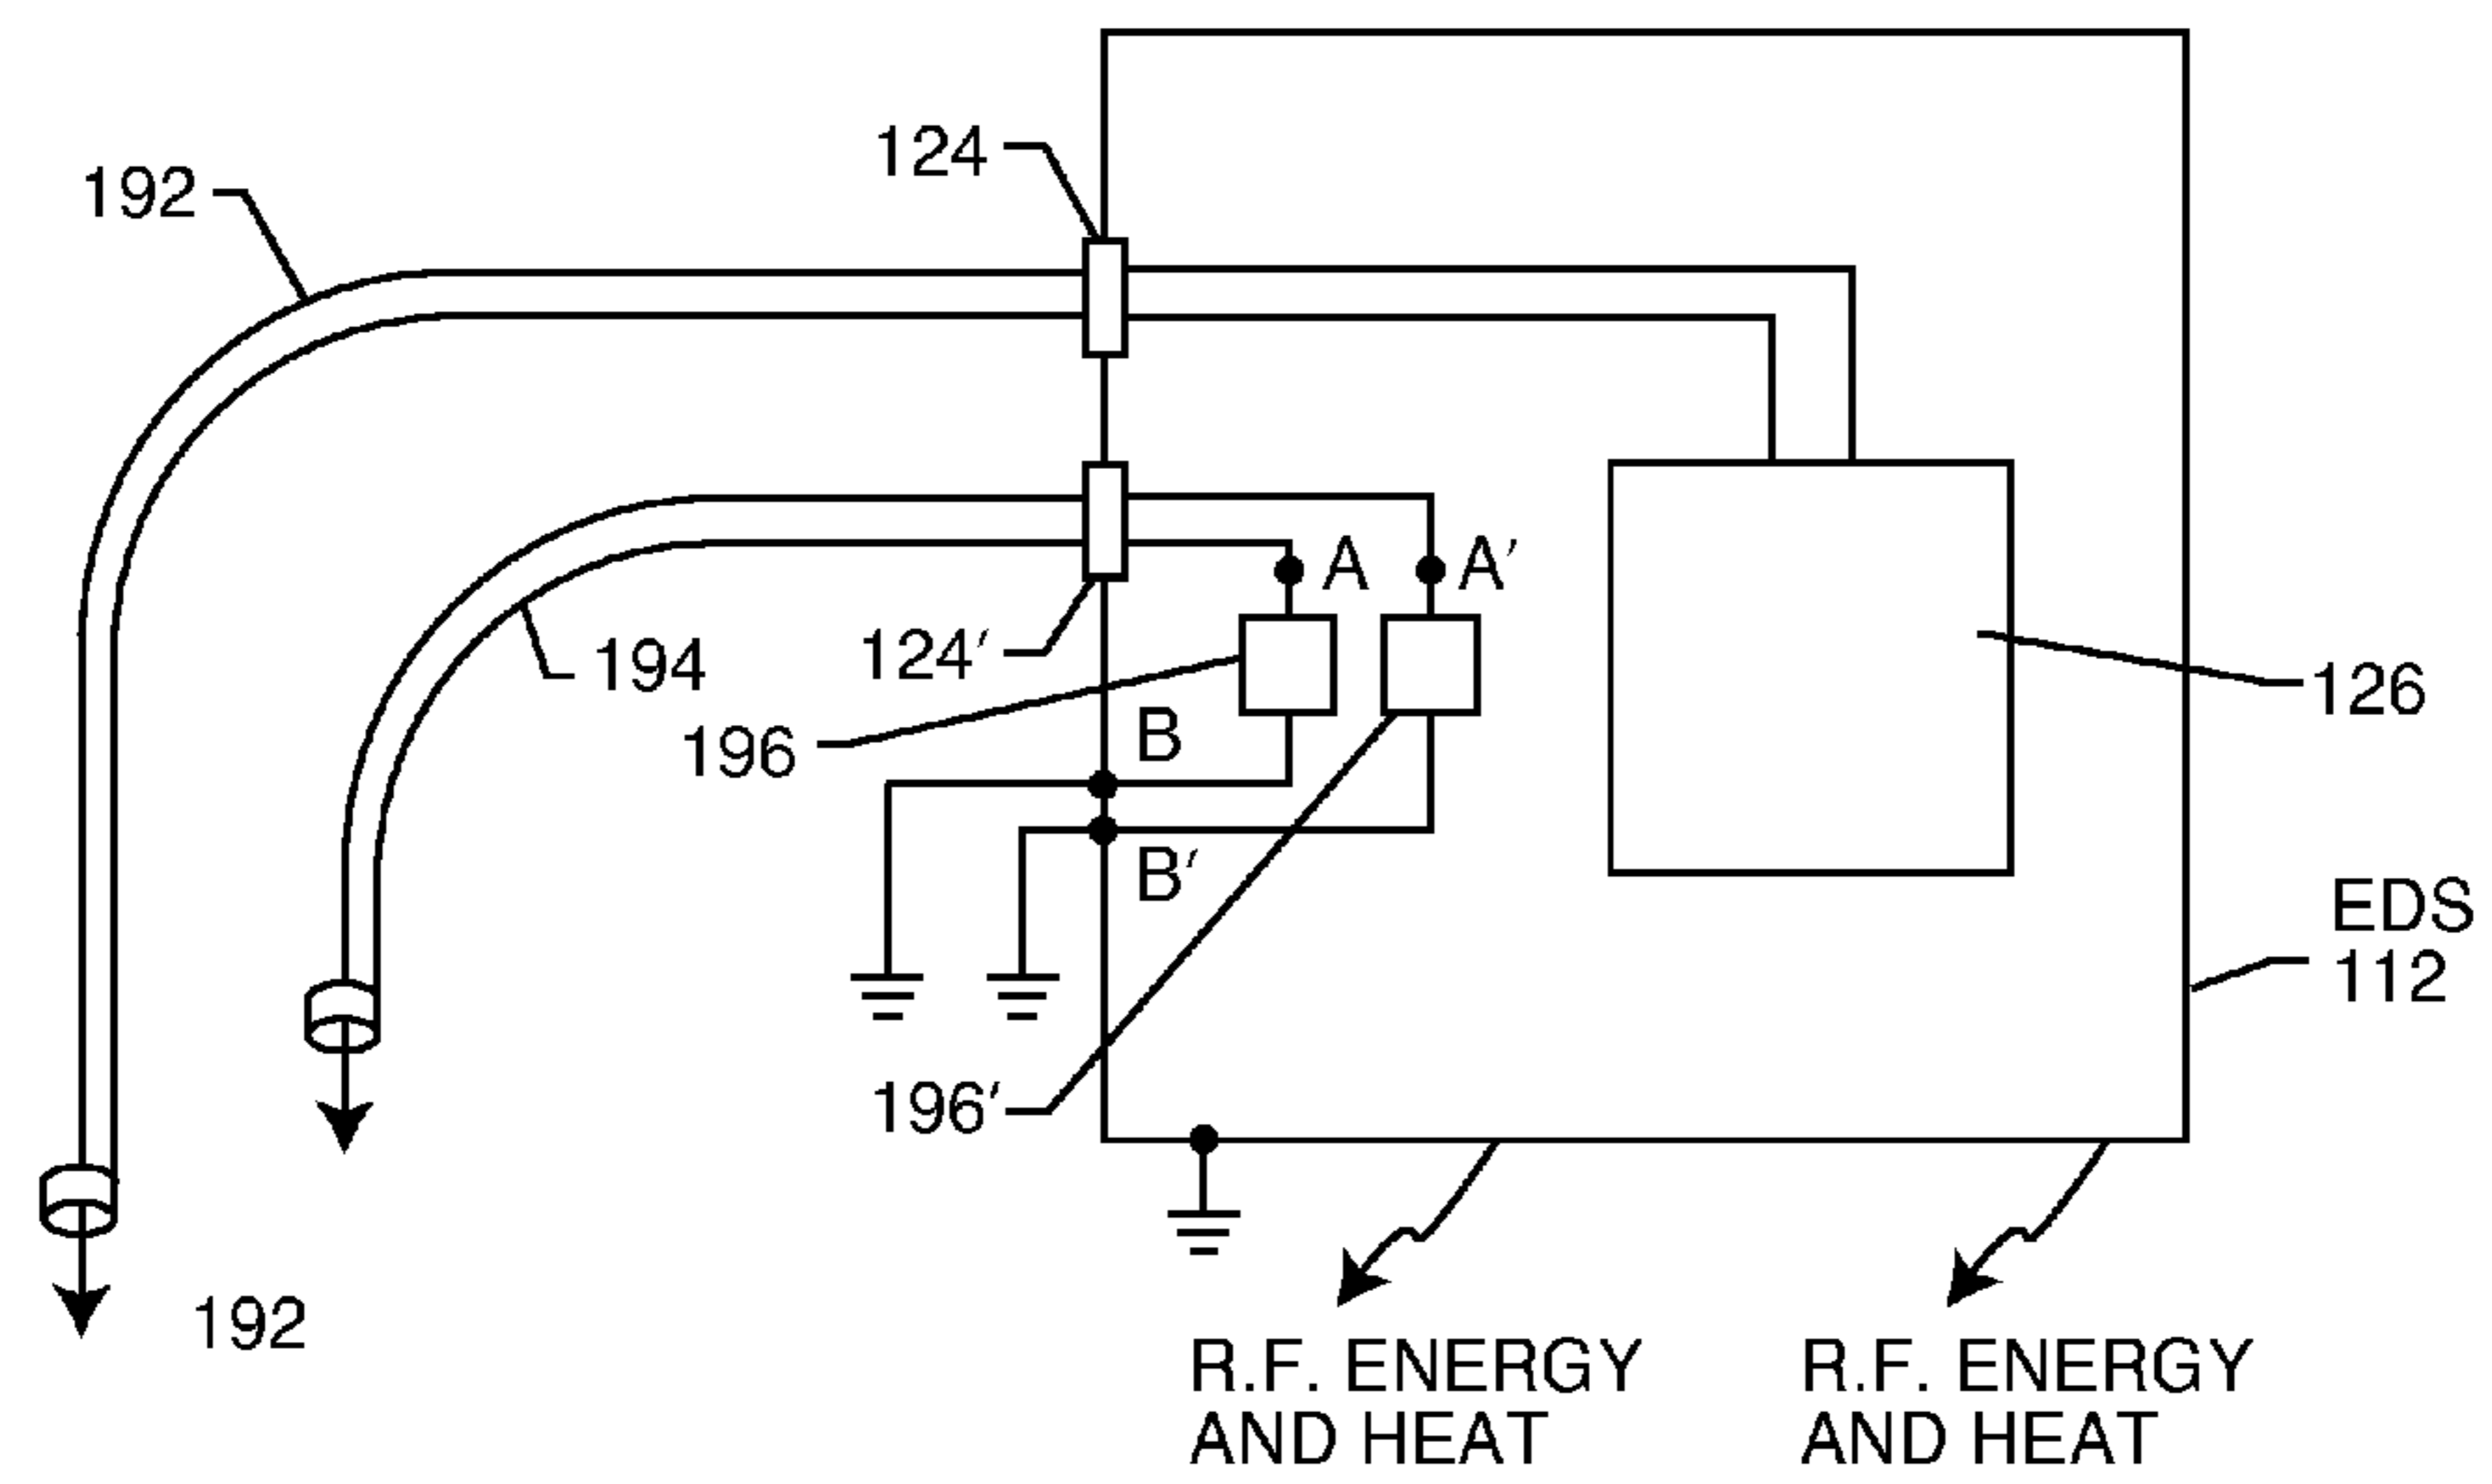 124
192
A
A′
124′
194
126
196
B
B′
EDS
112
196′
192
R.F. ENERGY
AND HEAT
R.F. ENERGY
AND HEAT